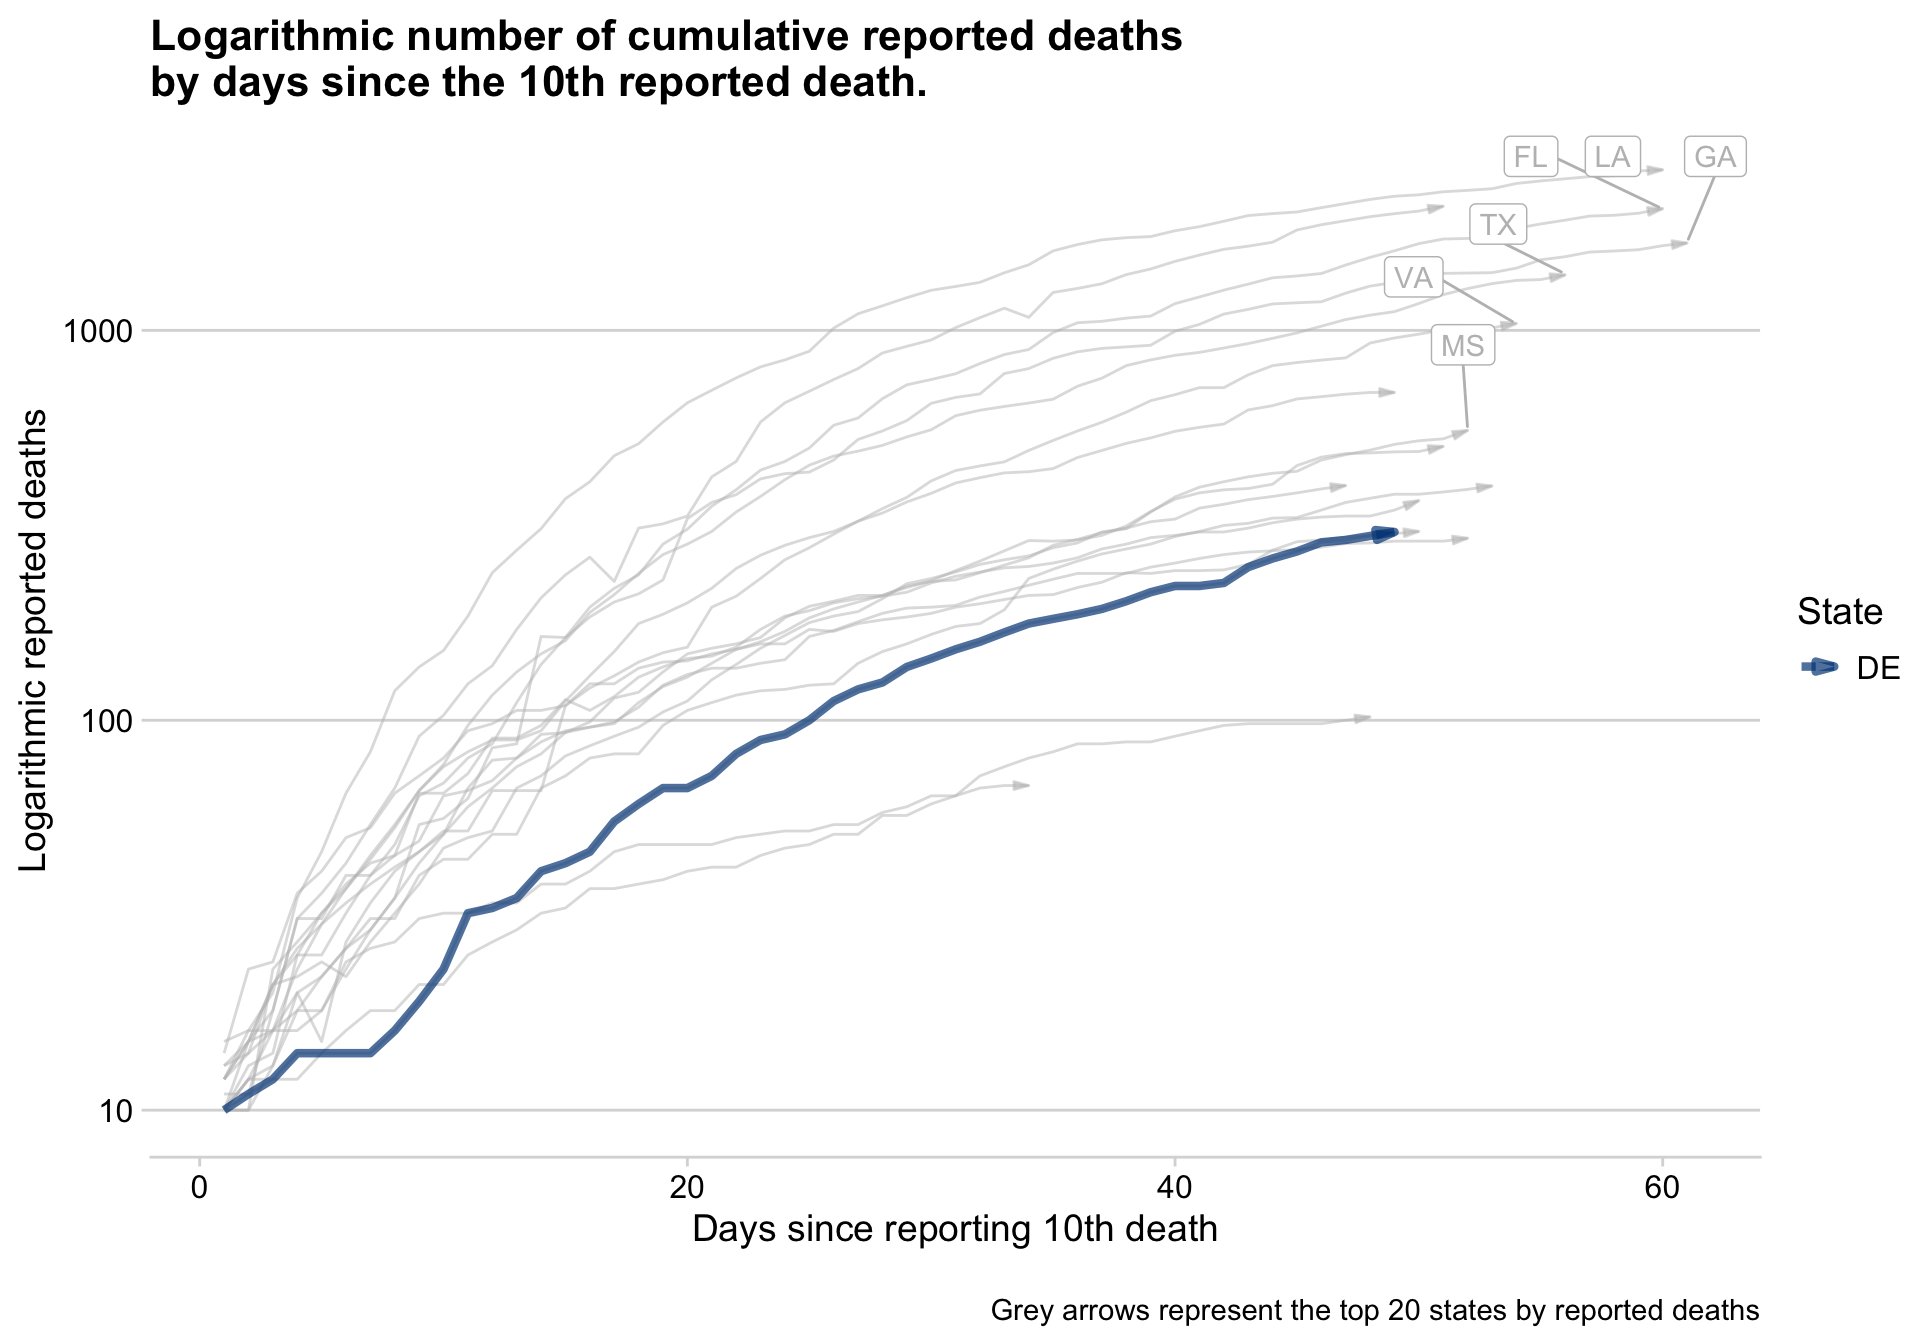 Logarithmic number of cumulative reported deaths
by days since the 10th reported death.
FL
LA
GA
TX
VA
MS
Logarithmic reported deaths
1000
100
10
0
20
40
60
Days since reporting 10th death
State
DE
Grey arrows represent the top 20 states by reported deaths